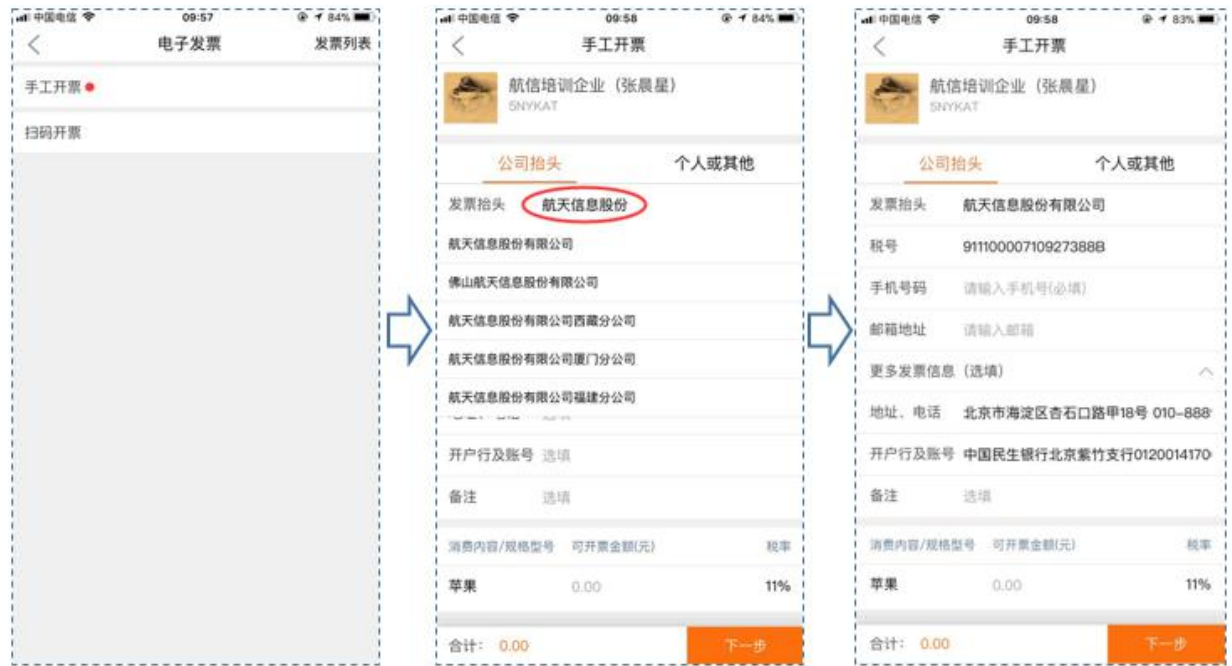 中国电信 09:57 84%
电子发票 发票列表
手工开票
扫码开票
中国电信 09:58 84%
手工开票
航信培训企业（张晨星）
5NYKAT
公司抬头 个人或其他
发票抬头 航天信息股份
航天信息股份有限公司
佛山航天信息股份有限公司
航天信息股份有限公司西藏分公司
航天信息股份有限公司厦门分公司
航天信息股份有限公司福建分公司
开户行及账号 选填
备注 选填
消费内容/规格型号 可开票金额(元) 税率
苹果 0.00 11%
合计： 0.00 下一步
中国电信 09:58 83%
手工开票
航信培训企业（张晨星）
5NYKAT
公司抬头 个人或其他
发票抬头 航天信息股份有限公司
税号 91110000710927388B
手机号码 请输入手机号(必填)
邮箱地址 请输入邮箱
更多发票信息（选填）
地址、电话 北京市海淀区杏石口路甲18号 010-888
开户行及账号 中国民生银行北京紫竹支行0120014170
备注 选填
消费内容/规格型号 可开票金额(元) 税率
苹果 0.00 11%
合计： 0.00 下一步